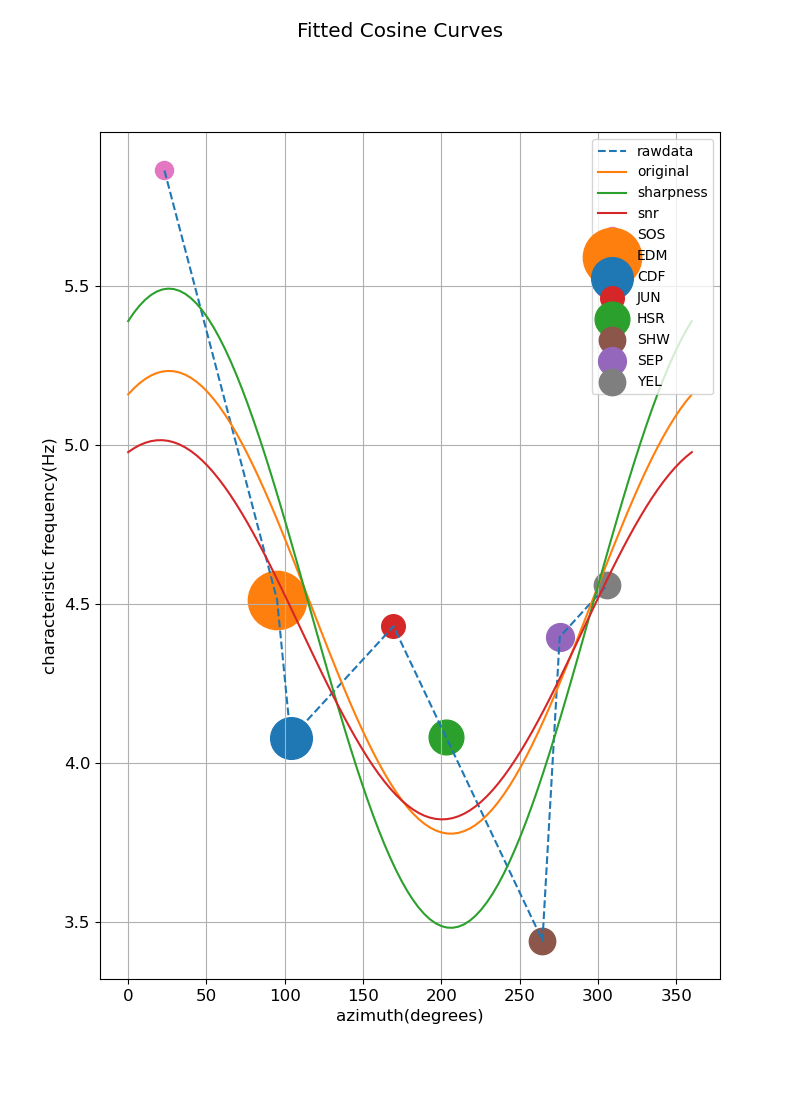 Fitted Cosine Curves
rawdata
original
sharpness
snr
SOS
EDM
CDF
JUN
HSR
SHW
SEP
YEL
5.5
5.0
4.5
4.0
3.5
characteristic frequency(Hz)
0 50 100 150 200 250 300 350
azimuth(degrees)